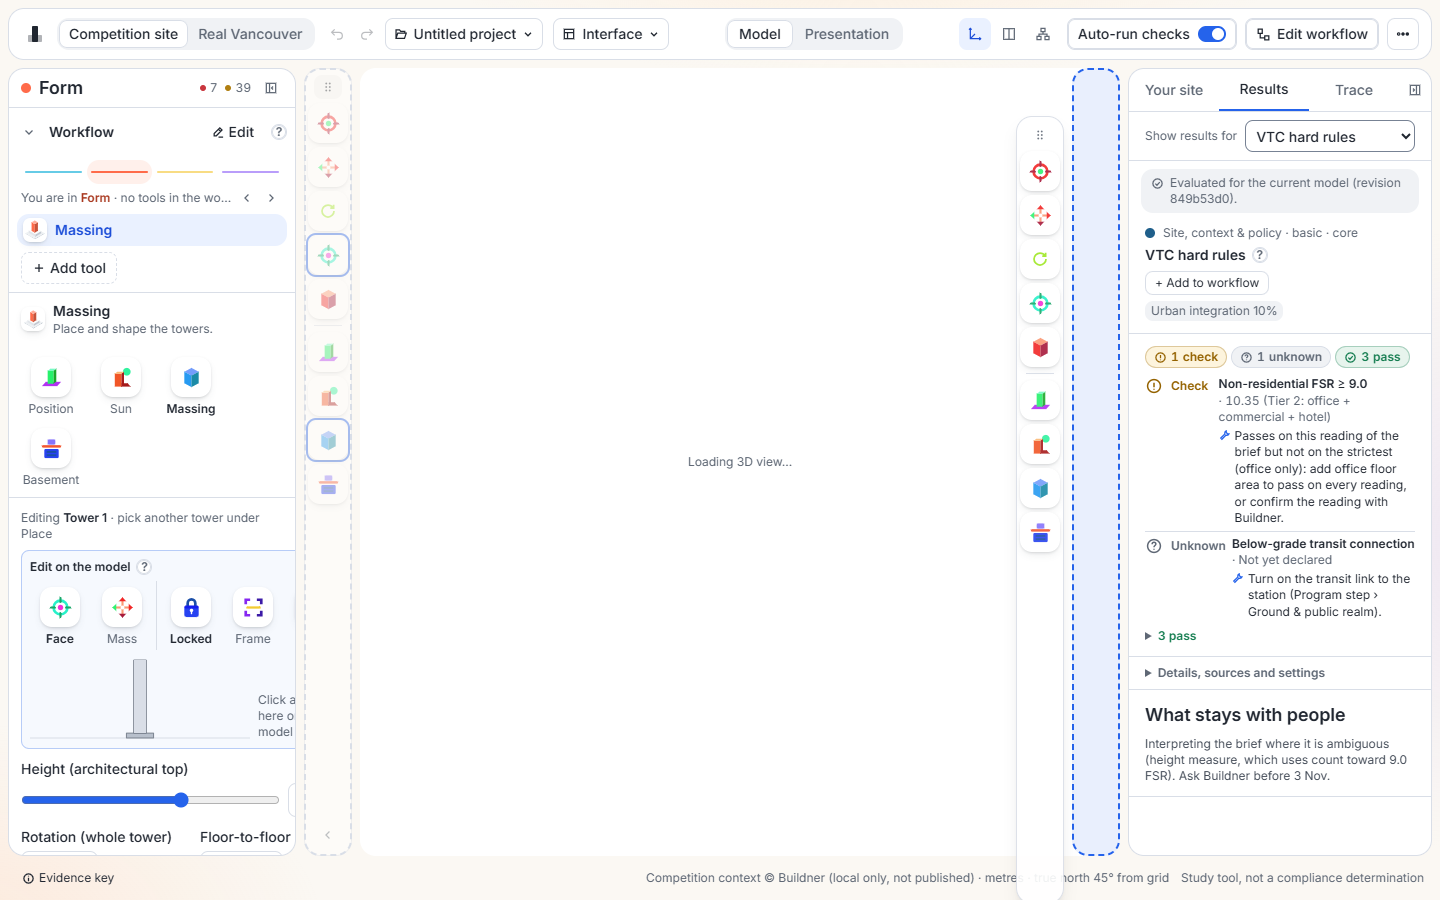 Competition site
Real Vancouver
Untitled project
Interface
Model
Presentation
Auto-run checks
Edit workflow
Form
7
39
Workflow
Edit
?
You are in Form · no tools in the wo...
Massing
+ Add tool
Massing
Place and shape the towers.
Position
Sun
Massing
Basement
Editing Tower 1 · pick another tower under
Place
Edit on the model ?
Face
Mass
Locked
Frame
Click a
here o
model
Height (architectural top)
Rotation (whole tower)
Floor-to-floor
Loading 3D view...
Your site
Results
Trace
Show results for
VTC hard rules
Evaluated for the current model (revision
849b53d0).
Site, context & policy · basic · core
VTC hard rules ?
+ Add to workflow
Urban integration 10%
1 check
1 unknown
3 pass
Check
Non-residential FSR ≥ 9.0
· 10.35 (Tier 2: office +
commercial + hotel)
Passes on this reading of the
brief but not on the strictest
(office only): add office floor
area to pass on every reading,
or confirm the reading with
Buildner.
Unknown
Below-grade transit connection
· Not yet declared
Turn on the transit link to the
station (Program step ›
Ground & public realm).
3 pass
Details, sources and settings
What stays with people
Interpreting the brief where it is ambiguous
(height measure, which uses count toward 9.0
FSR). Ask Buildner before 3 Nov.
Evidence key
Competition context © Buildner (local only, not published) · metres · true north 45° from grid
Study tool, not a compliance determination